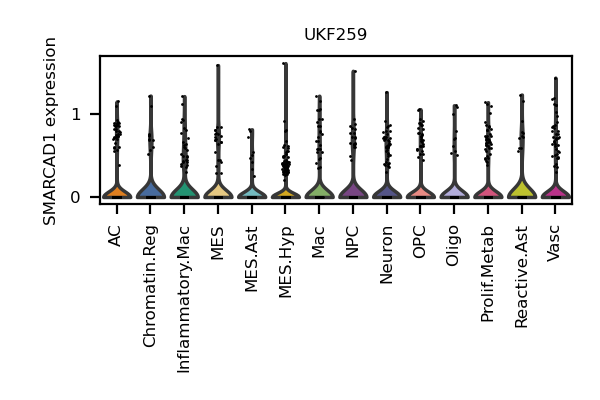 UKF259
SMARCAD1 expression
1
0
AC
Chromatin.Reg
Inflammatory.Mac
MES
MES.Ast
MES.Hyp
Mac
NPC
Neuron
OPC
Oligo
Prolif.Metab
Reactive.Ast
Vasc